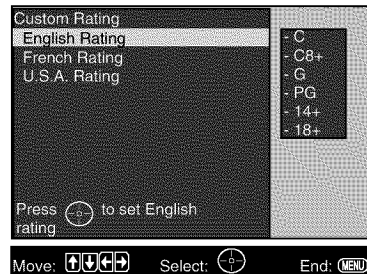 Custom Rating
English Rating
French Rating
U.S.A. Rating
- C
- C8+
- G
- PG
- 14+
- 18+
Press to set English
rating
Move: Select: End: MENU